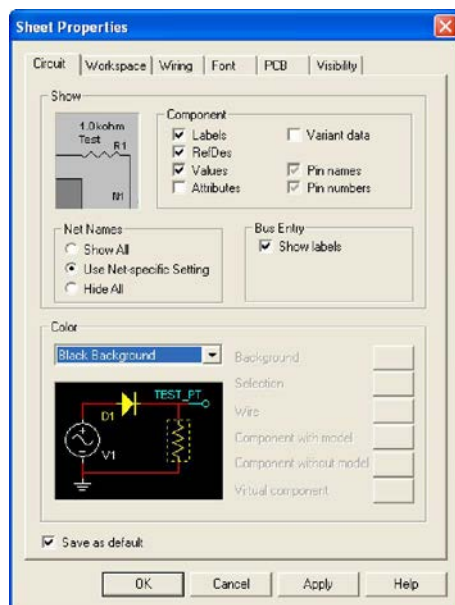 Sheet Properties
Circuit Workspace Wiring Font PCB Visibility
Show
1.0kohm
Test
R1
N1
Component
Labels
RefDes
Values
Attributes
Variant data
Pin names
Pin numbers
Net Names
Show All
Use Net-specific Setting
Hide All
Bus Entry
Show labels
Color
Black Background
TEST_PT
D1
V1
Background
Selection
Wire
Component with model
Component without model
Virtual component
Save as default
OK Cancel Apply Help